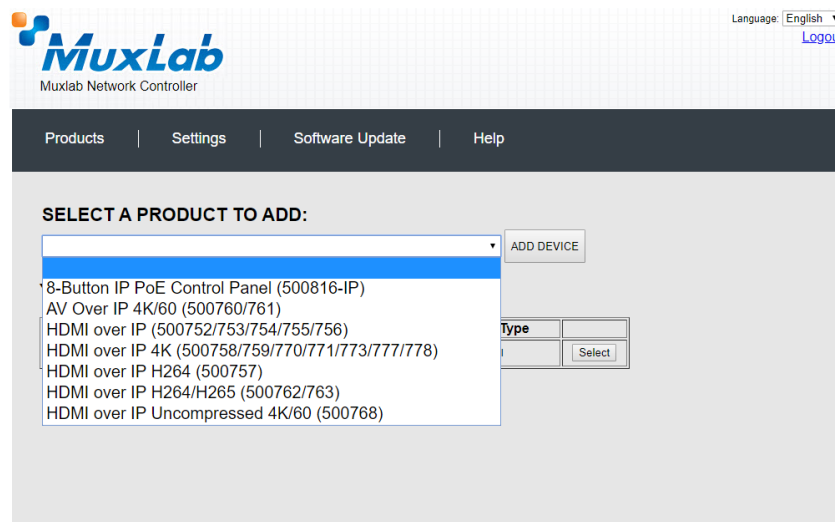 Language: English
Logou
MuxLab
Muxlab Network Controller
Products | Settings | Software Update | Help
SELECT A PRODUCT TO ADD:
ADD DEVICE
8-Button IP PoE Control Panel (500816-IP)
AV Over IP 4K/60 (500760/761)
HDMI over IP (500752/753/754/755/756)
Type
HDMI over IP 4K (500758/759/770/771/773/777/778)
Select
HDMI over IP H264 (500757)
HDMI over IP H264/H265 (500762/763)
HDMI over IP Uncompressed 4K/60 (500768)